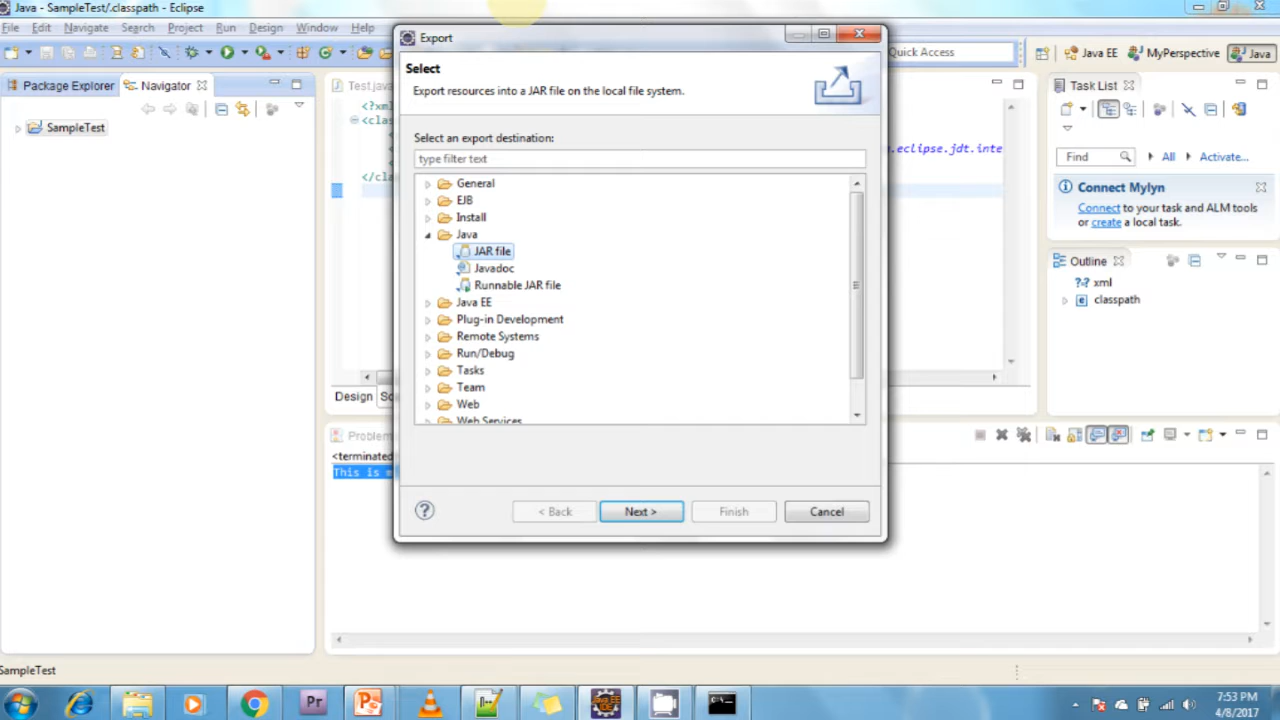 Java - SampleTest/.classpath - Eclipse
File Edit Navigate Search Project Run Design Window Help
Quick Access
Java EE
MyPerspective
Java
Package Explorer
Navigator
SampleTest
Test.java
<?xml
<clas
</cla
.eclipse.jdt.inte
Design
Problem
<terminated
This is
Export
Select
Export resources into a JAR file on the local file system.
Select an export destination:
type filter text
General
EJB
Install
Java
JAR file
Javadoc
Runnable JAR file
Java EE
Plug-in Development
Remote Systems
Run/Debug
Tasks
Team
Web
Web Services
< Back
Next >
Finish
Cancel
Task List
Find
All
Activate...
Connect Mylyn
Connect to your task and ALM tools
or create a local task.
Outline
?-? xml
classpath
SampleTest
Pr
7:53 PM
4/8/2017